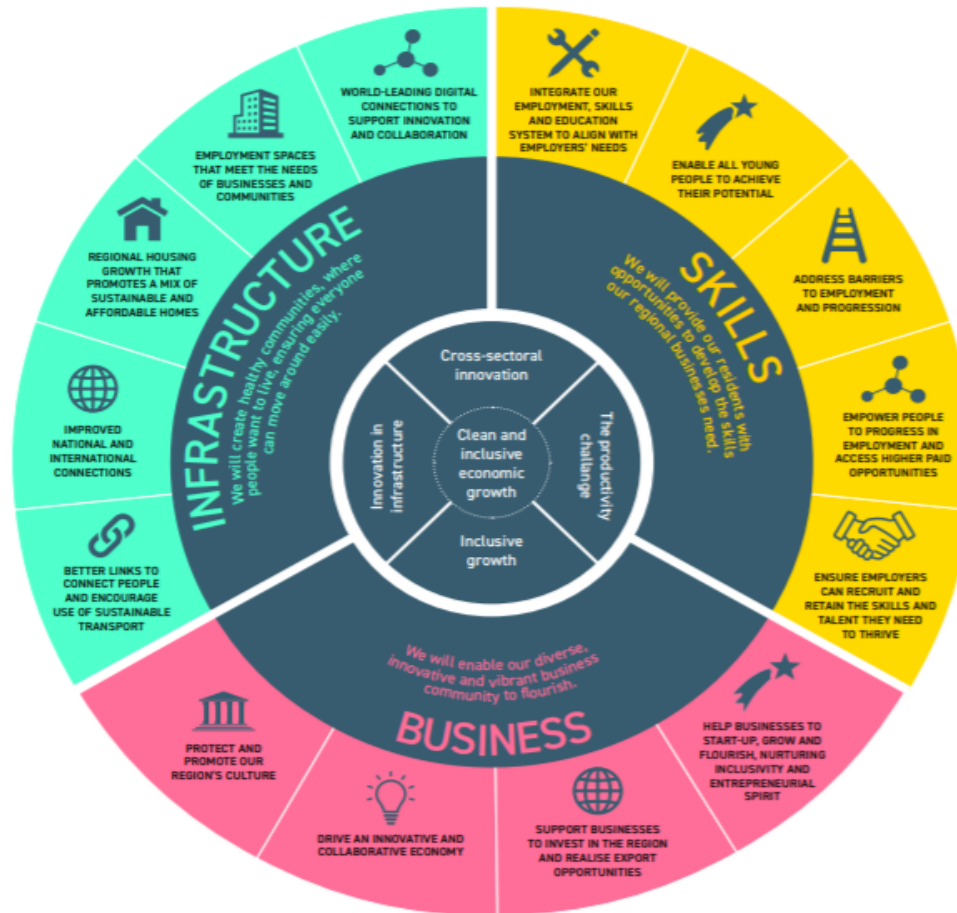 WORLD-LEADING DIGITAL
CONNECTIONS TO
SUPPORT INNOVATION
AND COLLABORATION
EMPLOYMENT SPACES
THAT MEET THE NEEDS
OF BUSINESSES AND
COMMUNITIES
REGIONAL HOUSING
GROWTH THAT
PROMOTES A MIX OF
SUSTAINABLE AND
AFFORDABLE HOMES
IMPROVED
NATIONAL AND
INTERNATIONAL
CONNECTIONS
BETTER LINKS TO
CONNECT PEOPLE
AND ENCOURAGE
USE OF SUSTAINABLE
TRANSPORT
INFRASTRUCTURE
We will create healthy communities, where
people want to live, ensuring everyone
can move around easily.
INTEGRATE OUR
EMPLOYMENT, SKILLS
AND EDUCATION
SYSTEM TO ALIGN WITH
EMPLOYERS' NEEDS
ENABLE ALL YOUNG
PEOPLE TO ACHIEVE
THEIR POTENTIAL
ADDRESS BARRIERS
TO EMPLOYMENT
AND PROGRESSION
EMPOWER PEOPLE
TO PROGRESS IN
EMPLOYMENT AND
ACCESS HIGHER PAID
OPPORTUNITIES
ENSURE EMPLOYERS
CAN RECRUIT AND
RETAIN THE SKILLS AND
TALENT THEY NEED
TO THRIVE
SKILLS
We will provide our residents with
opportunities to develop the skills
our regional businesses need.
Cross-sectoral
innovation
Innovation in
infrastructure
Clean and
inclusive
economic
growth
The productivity
challange
Inclusive
growth
We will enable our diverse,
innovative and vibrant business
community to flourish.
BUSINESS
PROTECT AND
PROMOTE OUR
REGION'S CULTURE
DRIVE AN INNOVATIVE AND
COLLABORATIVE ECONOMY
SUPPORT BUSINESSES
TO INVEST IN THE REGION
AND REALISE EXPORT
OPPORTUNITIES
HELP BUSINESSES TO
START-UP, GROW AND
FLOURISH, NURTURING
INCLUSIVITY AND
ENTREPRENEURIAL
SPIRIT